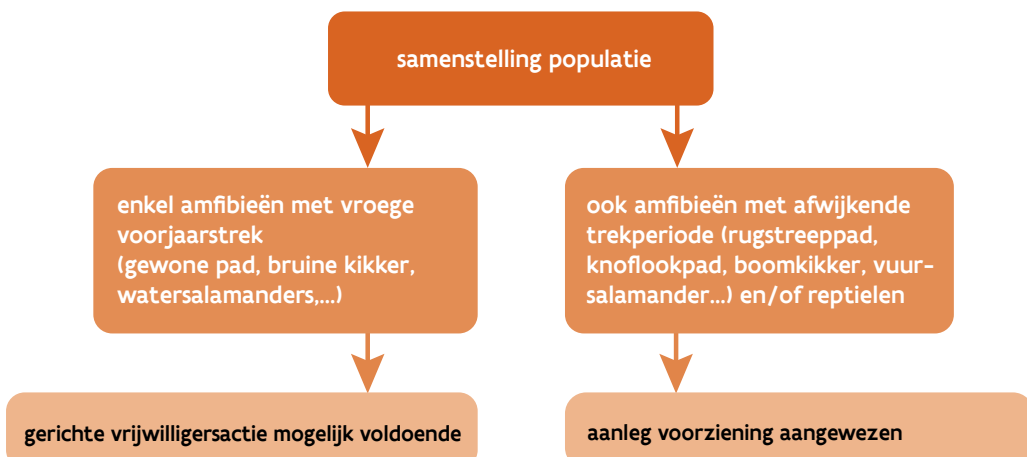 samenstelling populatie
enkel amfibieën met vroege
voorjaarstrek
(gewone pad, bruine kikker,
watersalamanders,...)
ook amfibieën met afwijkende
trekperiode (rugstreeppad,
knoflookpad, boomkikker, vuur-
salamander...) en/of reptielen
gerichte vrijwilligersactie mogelijk voldoende
aanleg voorziening aangewezen